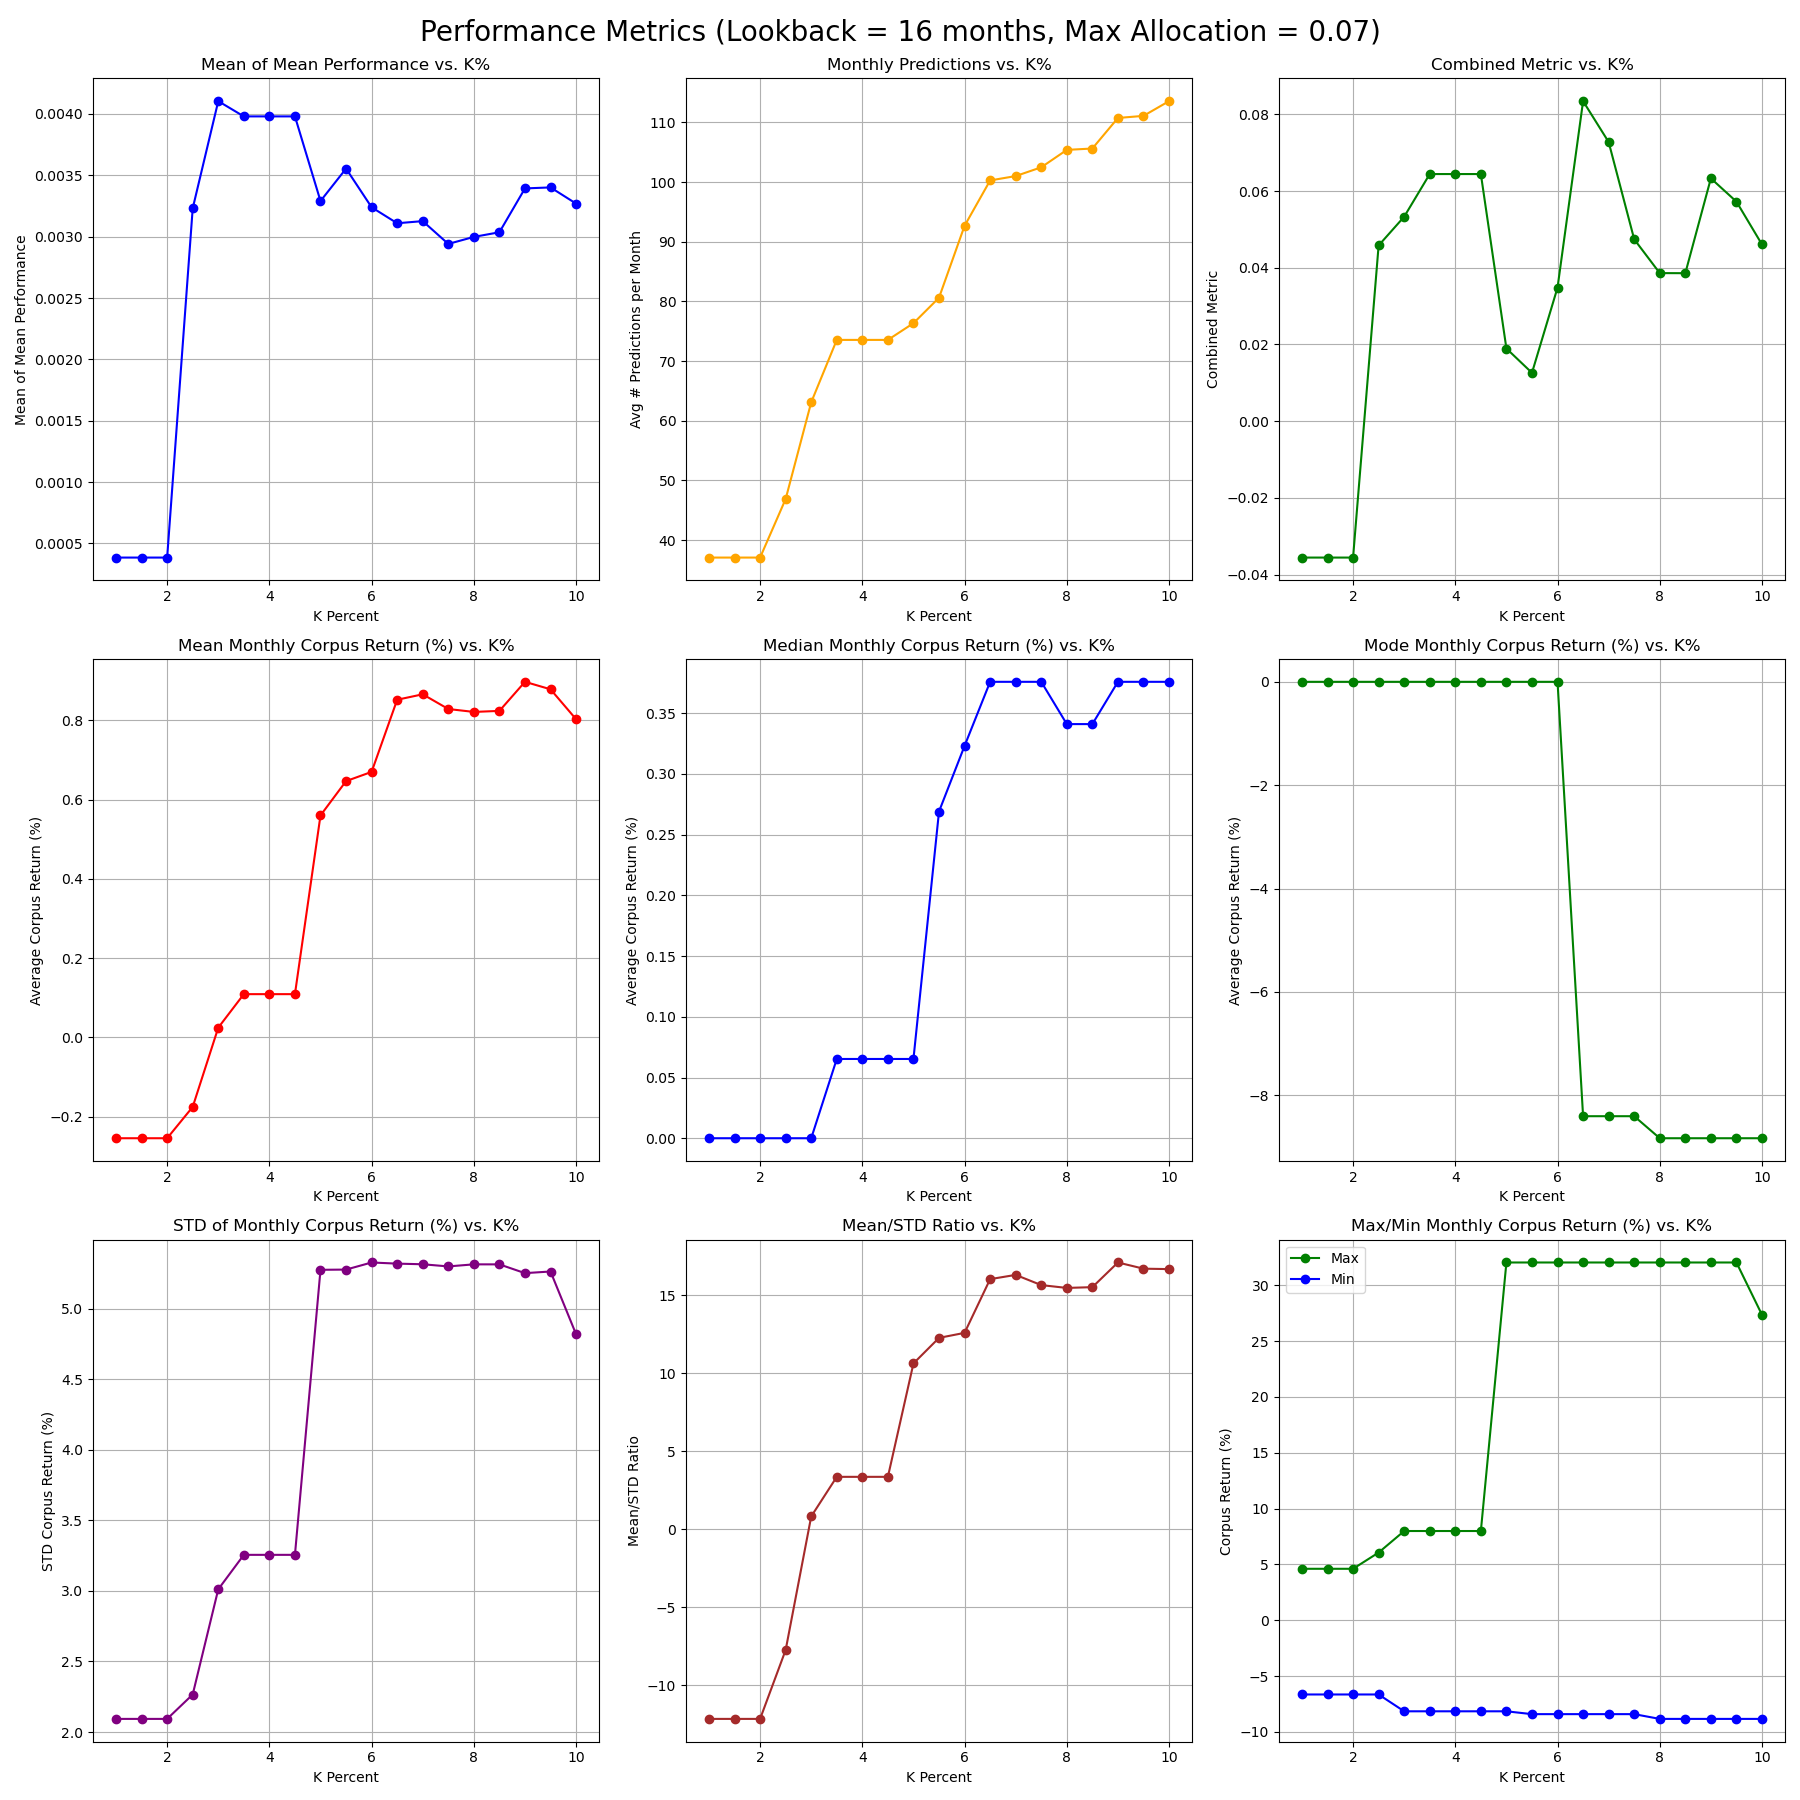 Performance Metrics (Lookback = 16 months, Max Allocation = 0.07)
Mean of Mean Performance vs. K%
Mean of Mean Performance
0.0040
0.0035
0.0030
0.0025
0.0020
0.0015
0.0010
0.0005
2 4 6 8 10
K Percent
Monthly Predictions vs. K%
Avg # Predictions per Month
110
100
90
80
70
60
50
40
2 4 6 8 10
K Percent
Combined Metric vs. K%
Combined Metric
0.08
0.06
0.04
0.02
0.00
−0.02
−0.04
2 4 6 8 10
K Percent
Mean Monthly Corpus Return (%) vs. K%
Average Corpus Return (%)
0.8
0.6
0.4
0.2
0.0
−0.2
2 4 6 8 10
K Percent
Median Monthly Corpus Return (%) vs. K%
Average Corpus Return (%)
0.35
0.30
0.25
0.20
0.15
0.10
0.05
0.00
2 4 6 8 10
K Percent
Mode Monthly Corpus Return (%) vs. K%
Average Corpus Return (%)
0
−2
−4
−6
−8
2 4 6 8 10
K Percent
STD of Monthly Corpus Return (%) vs. K%
STD Corpus Return (%)
5.0
4.5
4.0
3.5
3.0
2.5
2.0
2 4 6 8 10
K Percent
Mean/STD Ratio vs. K%
Mean/STD Ratio
15
10
5
0
−5
−10
2 4 6 8 10
K Percent
Max/Min Monthly Corpus Return (%) vs. K%
Max
Min
Corpus Return (%)
30
25
20
15
10
5
0
−5
−10
2 4 6 8 10
K Percent